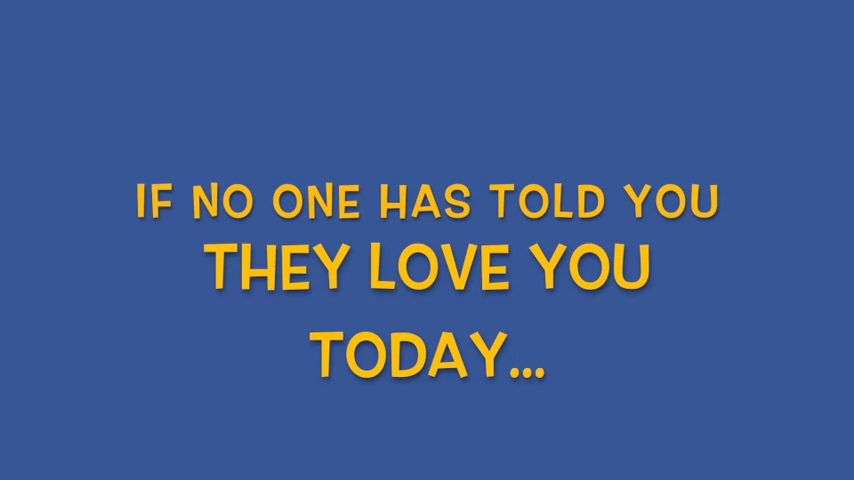 IF NO ONE HAS TOLD YOU
THEY LOVE YOU
TODAY...